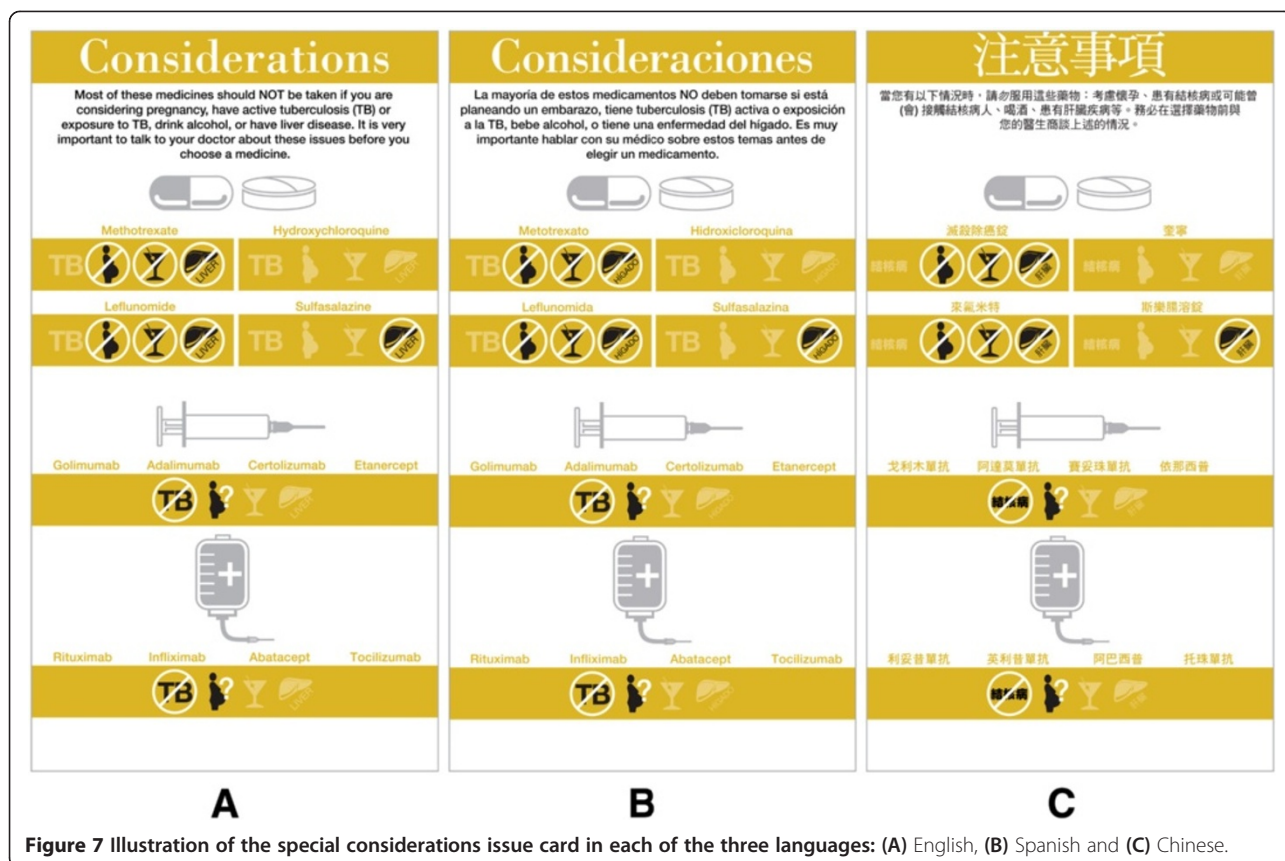 Considerations
Most of these medicines should NOT be taken if you are
considering pregnancy, have active tuberculosis (TB) or
exposure to TB, drink alcohol, or have liver disease. It is very
important to talk to your doctor about these issues before you
choose a medicine.
Methotrexate Hydroxychloroquine
TB LIVER TB LIVER
Leflunomide Sulfasalazine
TB LIVER TB LIVER
Golimumab Adalimumab Certolizumab Etanercept
TB ? LIVER
Rituximab Infliximab Abatacept Tocilizumab
TB ? LIVER
A
Consideraciones
La mayoría de estos medicamentos NO deben tomarse si está
planeando un embarazo, tiene tuberculosis (TB) activa o exposición
a la TB, bebe alcohol, o tiene una enfermedad del hígado. Es muy
importante hablar con su médico sobre estos temas antes de
elegir un medicamento.
Metotrexato Hidroxicloroquina
TB HÍGADO TB HÍGADO
Leflunomida Sulfasalazina
TB HÍGADO TB HÍGADO
Golimumab Adalimumab Certolizumab Etanercept
TB ? HÍGADO
Rituximab Infliximab Abatacept Tocilizumab
TB ? HÍGADO
B
注意事項
當您有以下情況時，請勿服用這些藥物：考慮懷孕、患有結核病或可能曾
(會) 接觸結核病人、喝酒、患有肝臟疾病等。務必在選擇藥物前與
您的醫生商談上述的情況。
滅殺除癌錠 奎寧
結核病 肝臟 結核病 肝臟
來氟米特 斯樂腸溶錠
結核病 肝臟 結核病 肝臟
戈利木單抗 阿達莫單抗 賽妥珠單抗 依那西普
結核病 ? 肝臟
利妥昔單抗 英利昔單抗 阿巴西普 托珠單抗
結核病 ? 肝臟
C
Figure 7 Illustration of the special considerations issue card in each of the three languages: (A) English, (B) Spanish and (C) Chinese.